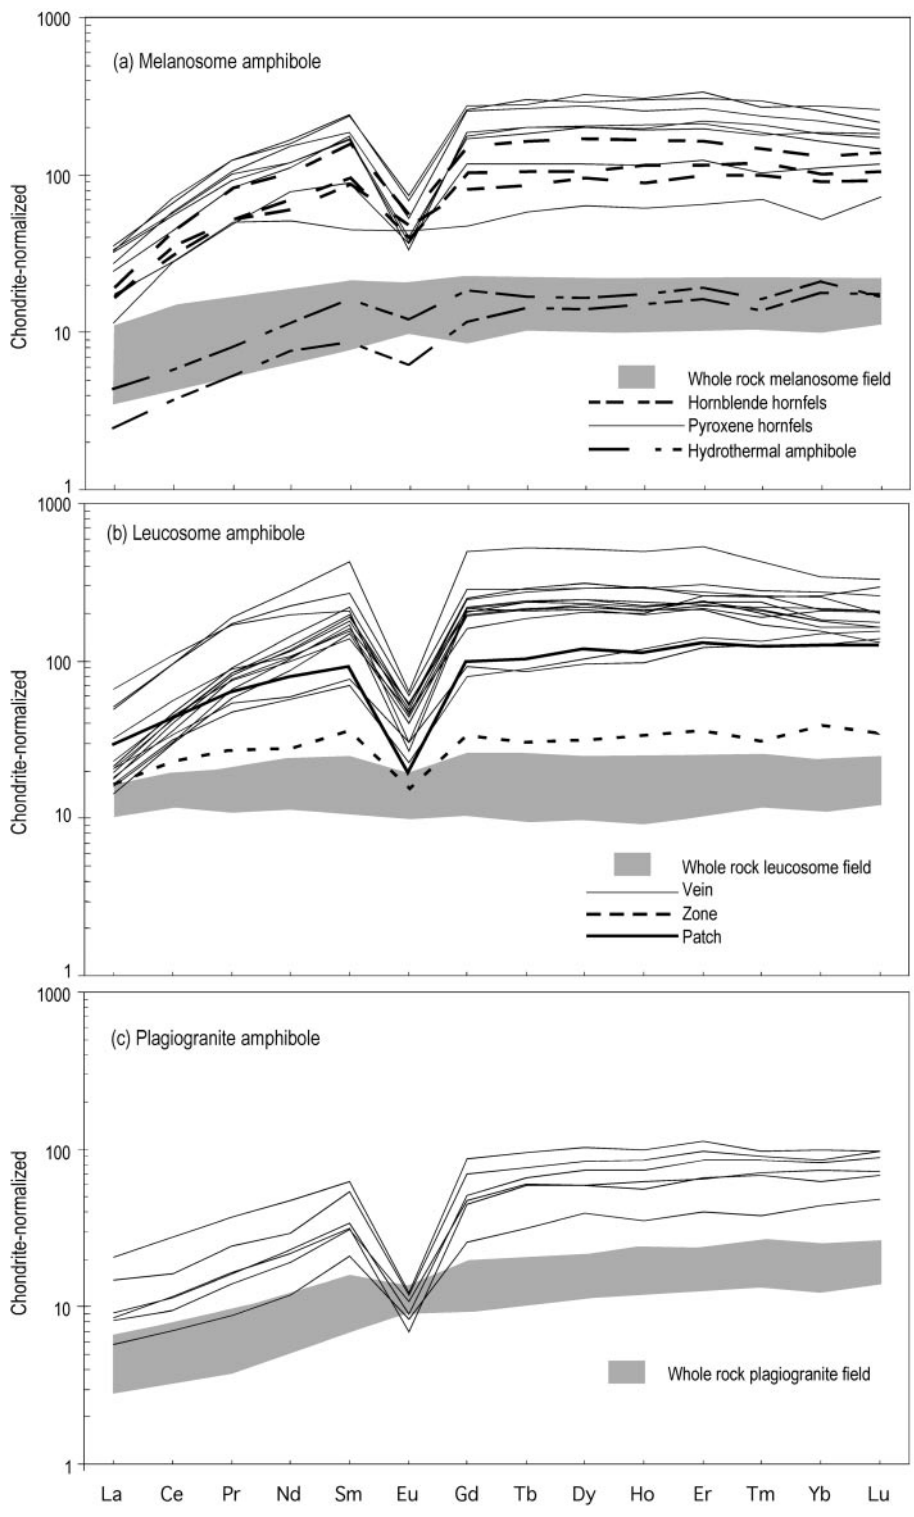 1000
(a) Melanosome amphibole
100
Chondrite-normalized
10
Whole rock melanosome field
Hornblende hornfels
Pyroxene hornfels
Hydrothermal amphibole
1
1000
(b) Leucosome amphibole
100
Chondrite-normalized
10
Whole rock leucosome field
Vein
Zone
Patch
1
1000
(c) Plagiogranite amphibole
100
Chondrite-normalized
10
Whole rock plagiogranite field
1
La Ce Pr Nd Sm Eu Gd Tb Dy Ho Er Tm Yb Lu